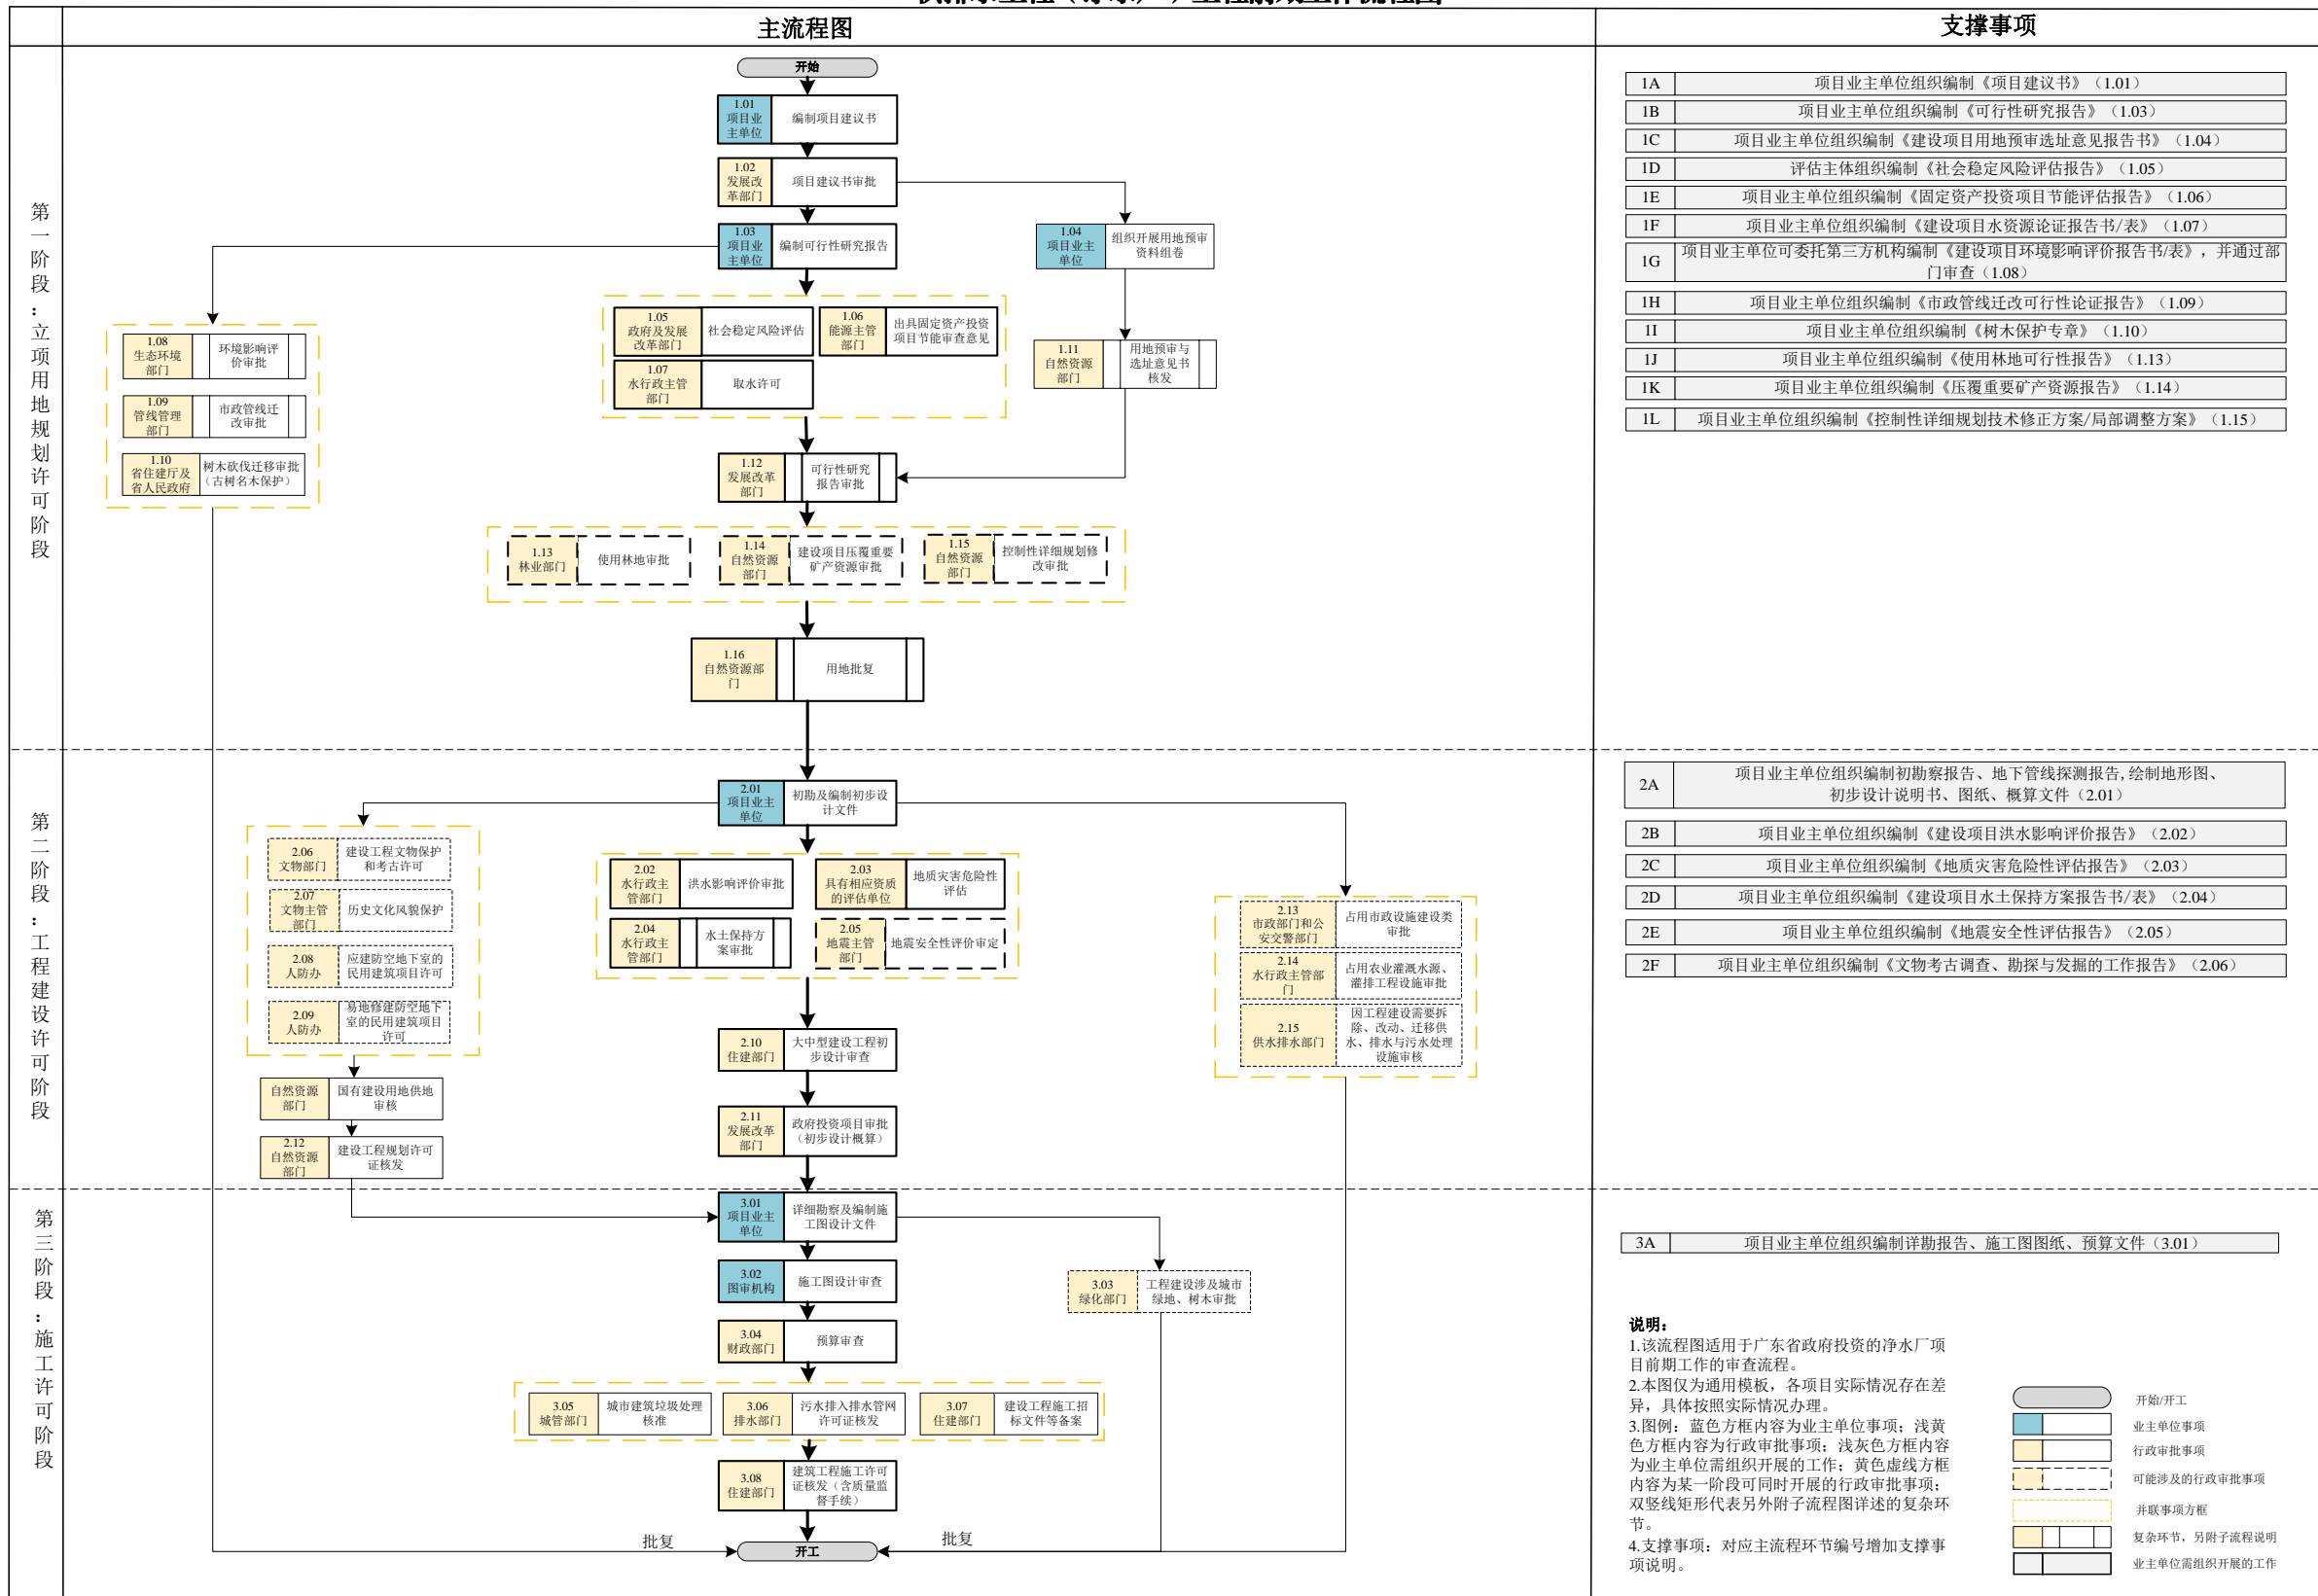 主流程图
支撑事项
第一阶段：立项用地规划许可阶段
开始
1.01
项目业
主单位
编制项目建议书
1.02
发展改
革部门
项目建议书审批
1.03
项目业
主单位
编制可行性研究报告
1.04
项目业主
单位
组织开展用地预审
资料组卷
1.05
政府及发展
改革部门
社会稳定风险评估
1.06
能源主管
部门
出具固定资产投资
项目节能审查意见
1.07
水行政主管
部门
取水许可
1.08
生态环境
部门
环境影响评
价审批
1.09
管线管理
部门
市政管线迁
改审批
1.10
省住建厅及
省人民政府
树木砍伐迁移审批
（古树名木保护）
1.11
自然资源
部门
用地预审与
选址意见书
核发
1.12
发展改革
部门
可行性研究
报告审批
1.13
林业部门
使用林地审批
1.14
自然资源
部门
建设项目压覆重要
矿产资源审批
1.15
自然资源
部门
控制性详细规划修
改审批
1.16
自然资源部
门
用地批复
1A
项目业主单位组织编制《项目建议书》（1.01）
1B
项目业主单位组织编制《可行性研究报告》（1.03）
1C
项目业主单位组织编制《建设项目用地预审选址意见报告书》（1.04）
1D
评估主体组织编制《社会稳定风险评估报告》（1.05）
1E
项目业主单位组织编制《固定资产投资项目节能评估报告》（1.06）
1F
项目业主单位组织编制《建设项目水资源论证报告书/表》（1.07）
1G
项目业主单位可委托第三方机构编制《建设项目环境影响评价报告书/表》，并通过部
门审查（1.08）
1H
项目业主单位组织编制《市政管线迁改可行性论证报告》（1.09）
1I
项目业主单位组织编制《树木保护专章》（1.10）
1J
项目业主单位组织编制《使用林地可行性报告》（1.13）
1K
项目业主单位组织编制《压覆重要矿产资源报告》（1.14）
1L
项目业主单位组织编制《控制性详细规划技术修正方案/局部调整方案》（1.15）
第二阶段：工程建设许可阶段
2.01
项目业主
单位
初勘及编制初步设
计文件
2.02
水行政主
管部门
洪水影响评价审批
2.03
具有相应资质
的评估单位
地质灾害危险性
评估
2.04
水行政主
管部门
水土保持方
案审批
2.05
地震主管
部门
地震安全性评价审定
2.06
文物部门
建设工程文物保护
和考古许可
2.07
文物主管
部门
历史文化风貌保护
2.08
人防办
应建防空地下室的
民用建筑项目许可
2.09
人防办
易地修建防空地下
室的民用建筑项目
许可
自然资源
部门
国有建设用地供地
审核
2.12
自然资源
部门
建设工程规划许可
证核发
2.10
住建部门
大中型建设工程初
步设计审查
2.11
发展改革
部门
政府投资项目审批
（初步设计概算）
2.13
市政部门和公
安交警部门
占用市政设施建设类
审批
2.14
水行政主管部
门
占用农业灌溉水源、
灌排工程设施审批
2.15
供水排水部门
因工程建设需要拆
除、改动、迁移供
水、排水与污水处理
设施审核
2A
项目业主单位组织编制初勘察报告、地下管线探测报告,绘制地形图、
初步设计说明书、图纸、概算文件（2.01）
2B
项目业主单位组织编制《建设项目洪水影响评价报告》（2.02）
2C
项目业主单位组织编制《地质灾害危险性评估报告》（2.03）
2D
项目业主单位组织编制《建设项目水土保持方案报告书/表》（2.04）
2E
项目业主单位组织编制《地震安全性评估报告》（2.05）
2F
项目业主单位组织编制《文物考古调查、勘探与发掘的工作报告》（2.06）
第三阶段：施工许可阶段
3.01
项目业主
单位
详细勘察及编制施
工图设计文件
3.02
图审机构
施工图设计审查
3.03
绿化部门
工程建设涉及城市
绿地、树木审批
3.04
财政部门
预算审查
3.05
城管部门
城市建筑垃圾处理
核准
3.06
排水部门
污水排入排水管网
许可证核发
3.07
住建部门
建设工程施工招
标文件等备案
3.08
住建部门
建筑工程施工许可
证核发（含质量监
督手续）
批复
开工
批复
3A
项目业主单位组织编制详勘报告、施工图图纸、预算文件（3.01）
说明：
1.该流程图适用于广东省政府投资的净水厂项
目前期工作的审查流程。
2.本图仅为通用模板，各项目实际情况存在差
异，具体按照实际情况办理。
3.图例：蓝色方框内容为业主单位事项；浅黄
色方框内容为行政审批事项；浅灰色方框内容
为业主单位需组织开展的工作；黄色虚线方框
内容为某一阶段可同时开展的行政审批事项；
双竖线矩形代表另外附子流程图详述的复杂环
节。
4.支撑事项：对应主流程环节编号增加支撑事
项说明。
开始/开工
业主单位事项
行政审批事项
可能涉及的行政审批事项
并联事项方框
复杂环节，另附子流程说明
业主单位需组织开展的工作